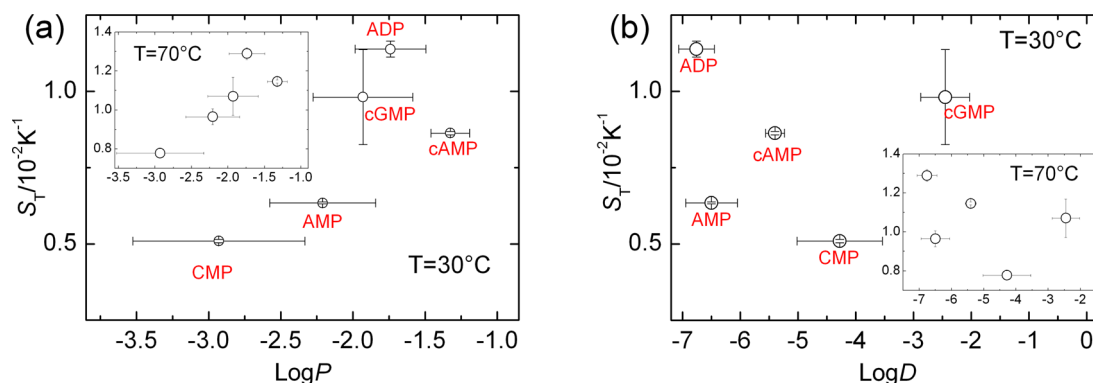 (a)
ADP
1.4
T=70°C
1.2
1.0
0.8
-3.5 -3.0 -2.5 -2.0 -1.5 -1.0
cGMP
cAMP
AMP
CMP
T=30°C
1.0
0.5
S_T/10⁻²K⁻¹
-3.5 -3.0 -2.5 -2.0 -1.5 -1.0
LogP
(b)
T=30°C
ADP
cGMP
cAMP
AMP
CMP
1.4
T=70°C
1.2
1.0
0.8
-7 -6 -5 -4 -3 -2
1.0
0.5
S_T/10⁻²K⁻¹
-7 -6 -5 -4 -3 -2 -1 0
LogD